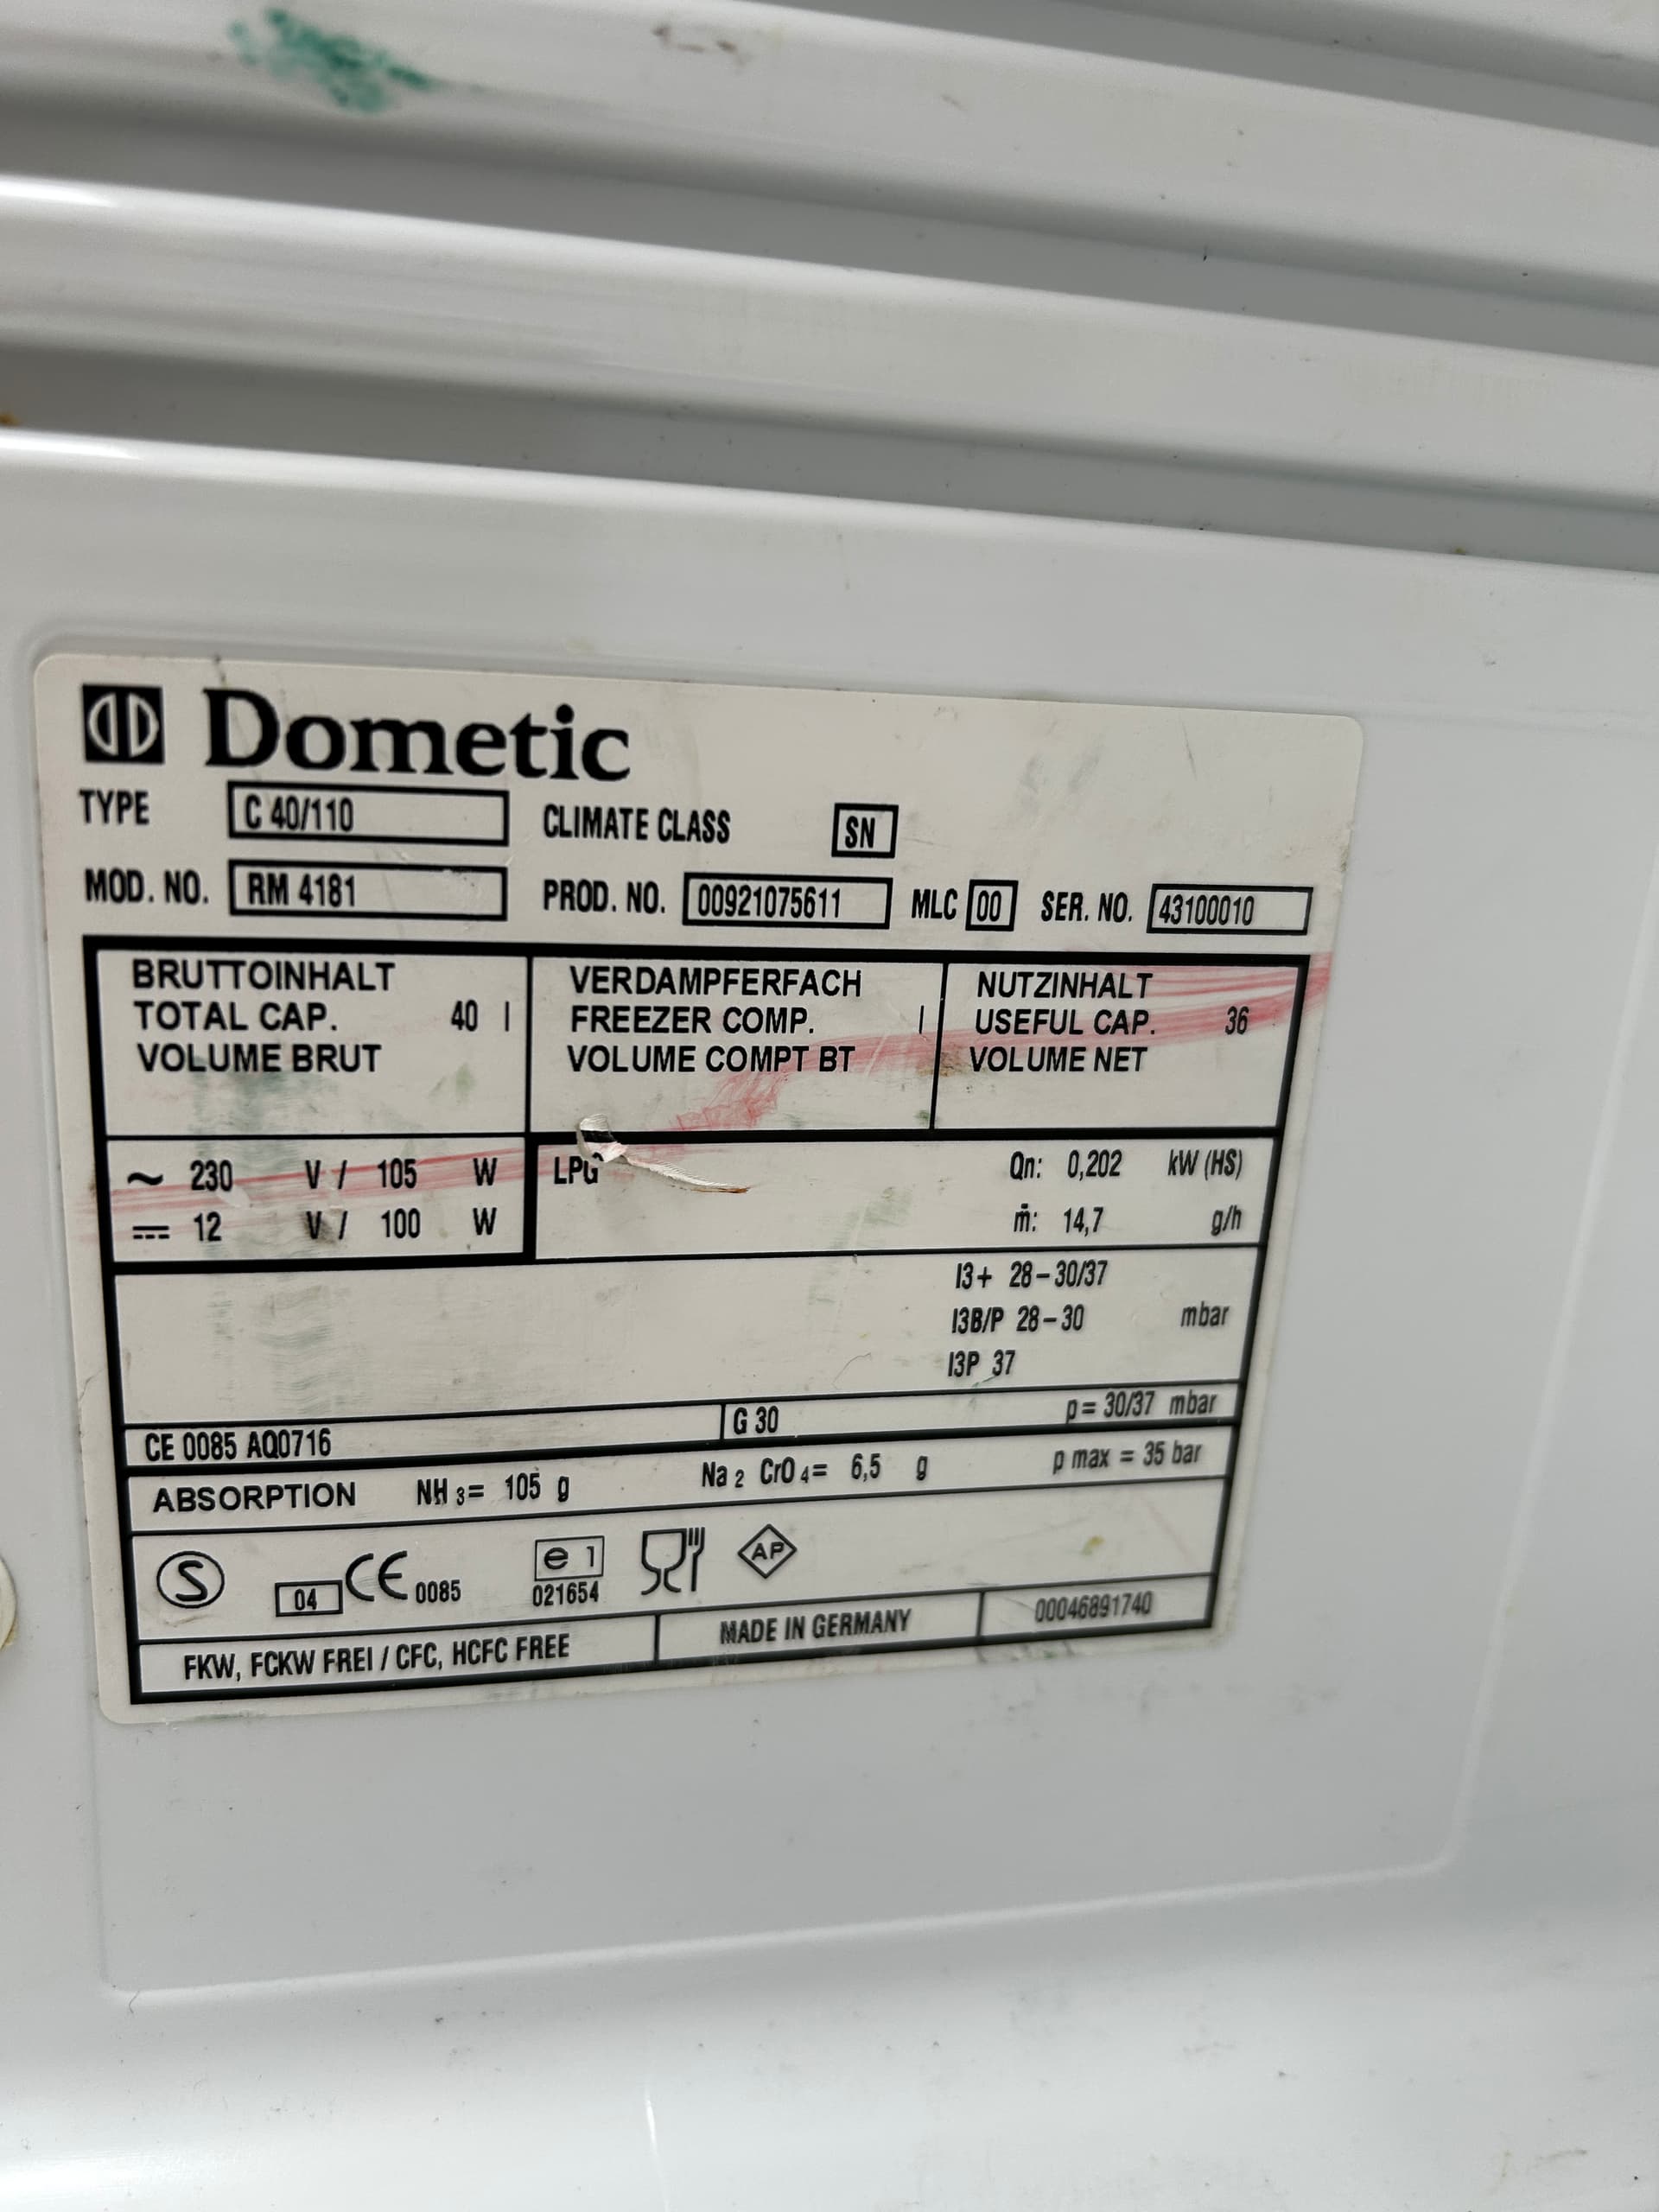 Dometic
TYPE C 40/110 CLIMATE CLASS SN
MOD. NO. RM 4181 PROD. NO. 00921075611 MLC 00 SER. NO. 43100010
BRUTTOINHALT VERDAMPFERFACH NUTZINHALT
TOTAL CAP. 40 l FREEZER COMP. l USEFUL CAP. 36
VOLUME BRUT VOLUME COMPT BT VOLUME NET
~ 230 V / 105 W LPG Qn: 0,202 kW (HS)
⎓ 12 V / 100 W ṁ: 14,7 g/h
I3+ 28-30/37
I3B/P 28-30 mbar
I3P 37
CE 0085 AQ0716 G 30 p= 30/37 mbar
ABSORPTION NH3= 105 g Na2 CrO4= 6,5 g p max = 35 bar
S 04 CE 0085 e 1 021654 AP
FKW, FCKW FREI / CFC, HCFC FREE MADE IN GERMANY 00046891740